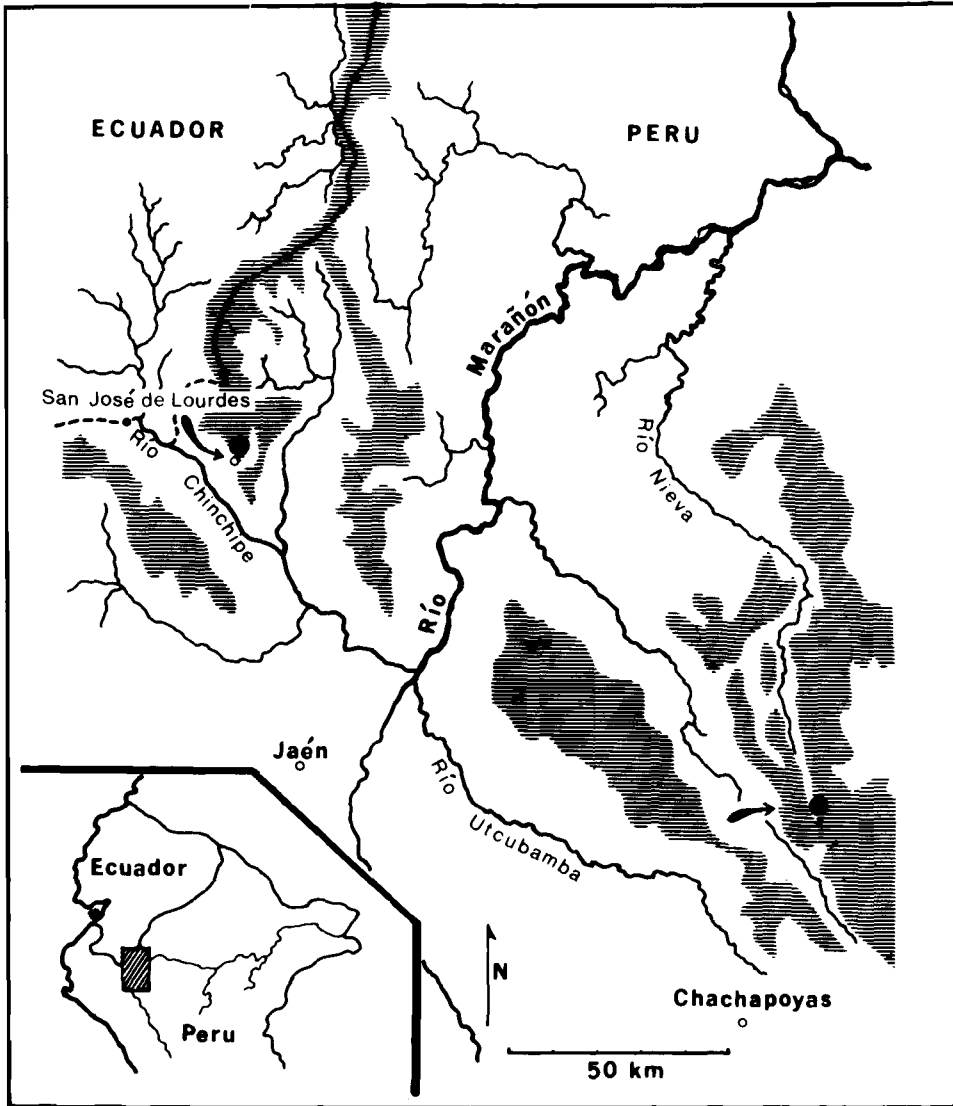 ECUADOR
PERU
Marañón
San José de Lourdes
Río
Chinchipe
Río
Nieva
Río
Jaén
Río
Utcubamba
Ecuador
Peru
N
Chachapoyas
50 km